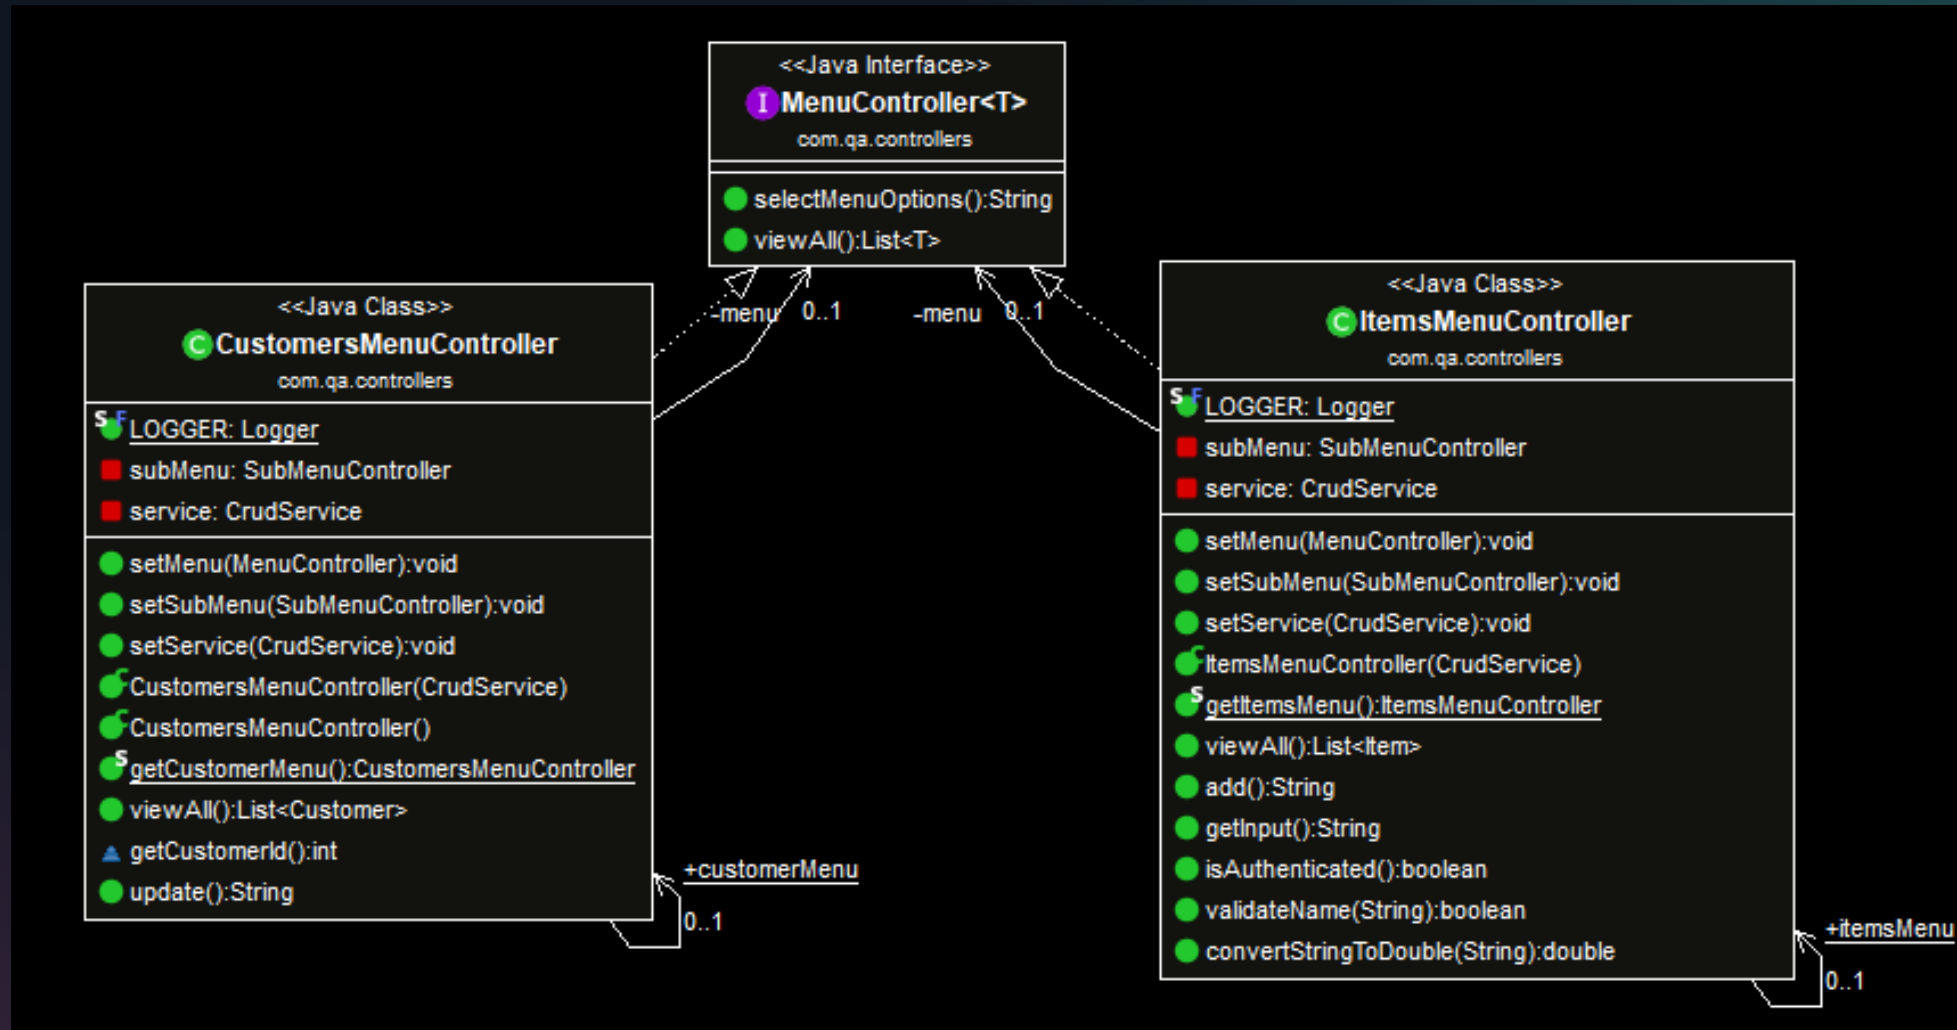 <<Java Interface>>
I MenuController<T>
com.qa.controllers
selectMenuOptions():String
viewAll():List<T>
-menu 0..1
-menu 0..1
<<Java Class>>
C CustomersMenuController
com.qa.controllers
S F LOGGER: Logger
subMenu: SubMenuController
service: CrudService
setMenu(MenuController):void
setSubMenu(SubMenuController):void
setService(CrudService):void
C CustomersMenuController(CrudService)
C CustomersMenuController()
S getCustomerMenu():CustomersMenuController
viewAll():List<Customer>
getCustomerId():int
update():String
+customerMenu
0..1
<<Java Class>>
C ItemsMenuController
com.qa.controllers
S F LOGGER: Logger
subMenu: SubMenuController
service: CrudService
setMenu(MenuController):void
setSubMenu(SubMenuController):void
setService(CrudService):void
C ItemsMenuController(CrudService)
S getItemsMenu():ItemsMenuController
viewAll():List<Item>
add():String
getInput():String
isAuthenticated():boolean
validateName(String):boolean
convertStringToDouble(String):double
+itemsMenu
0..1